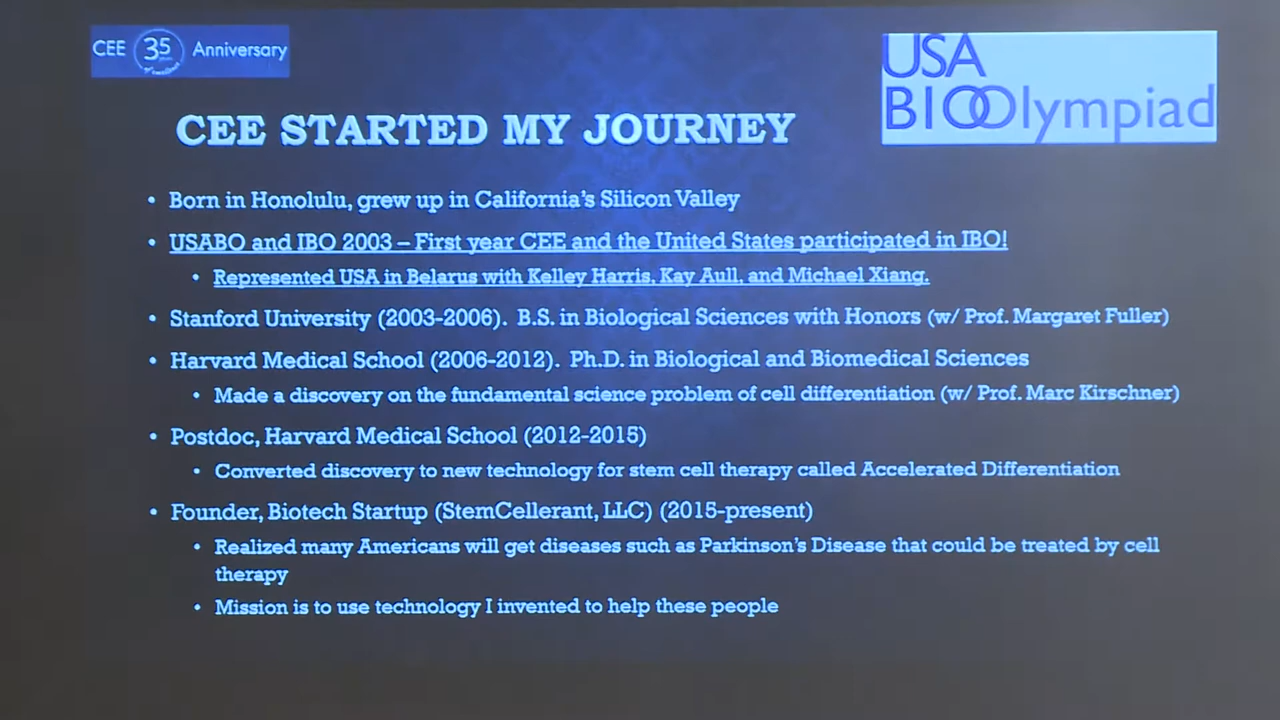 CEE 35 Anniversary
USA
BIOOlympiad
CEE STARTED MY JOURNEY
• Born in Honolulu, grew up in California's Silicon Valley
• USABO and IBO 2003 – First year CEE and the United States participated in IBO!
• Represented USA in Belarus with Kelley Harris, Kay Aull, and Michael Xiang.
• Stanford University (2003-2006). B.S. in Biological Sciences with Honors (w/ Prof. Margaret Fuller)
• Harvard Medical School (2006-2012). Ph.D. in Biological and Biomedical Sciences
• Made a discovery on the fundamental science problem of cell differentiation (w/ Prof. Marc Kirschner)
• Postdoc, Harvard Medical School (2012-2015)
• Converted discovery to new technology for stem cell therapy called Accelerated Differentiation
• Founder, Biotech Startup (StemCellerant, LLC) (2015-present)
• Realized many Americans will get diseases such as Parkinson's Disease that could be treated by cell
therapy
• Mission is to use technology I invented to help these people